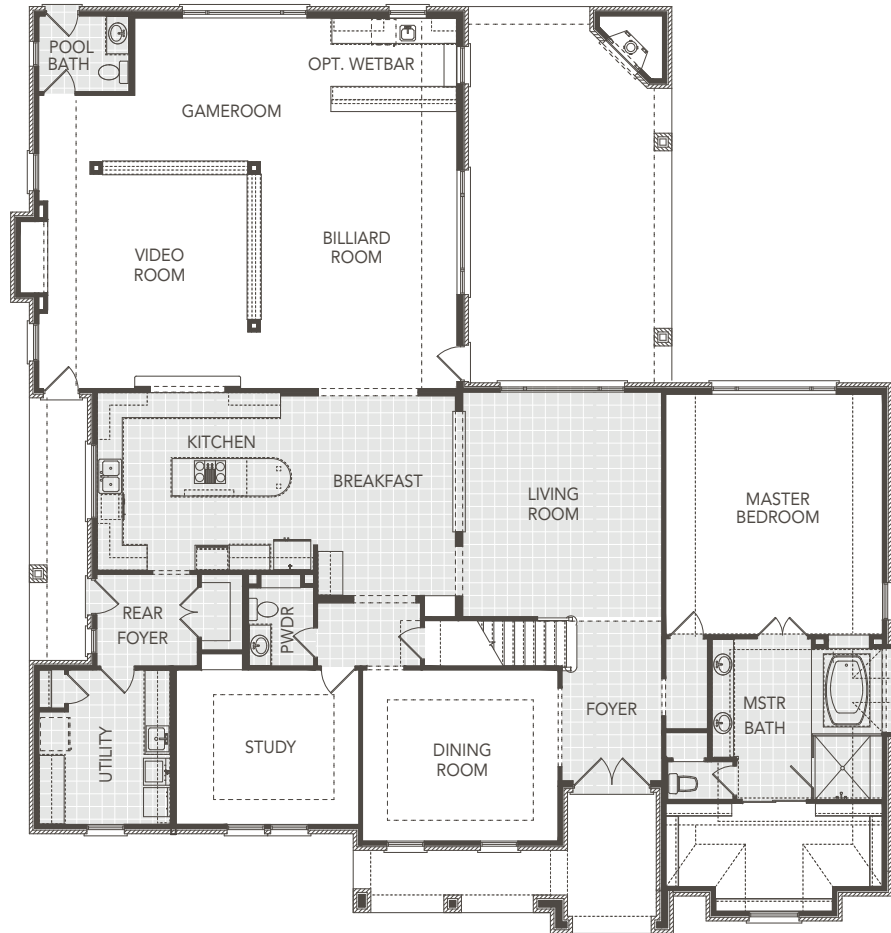 POOL
BATH
OPT. WETBAR
GAMEROOM
VIDEO
ROOM
BILLIARD
ROOM
KITCHEN
BREAKFAST
LIVING
ROOM
MASTER
BEDROOM
REAR
FOYER
PWDR
UTILITY
STUDY
DINING
ROOM
FOYER
MSTR
BATH